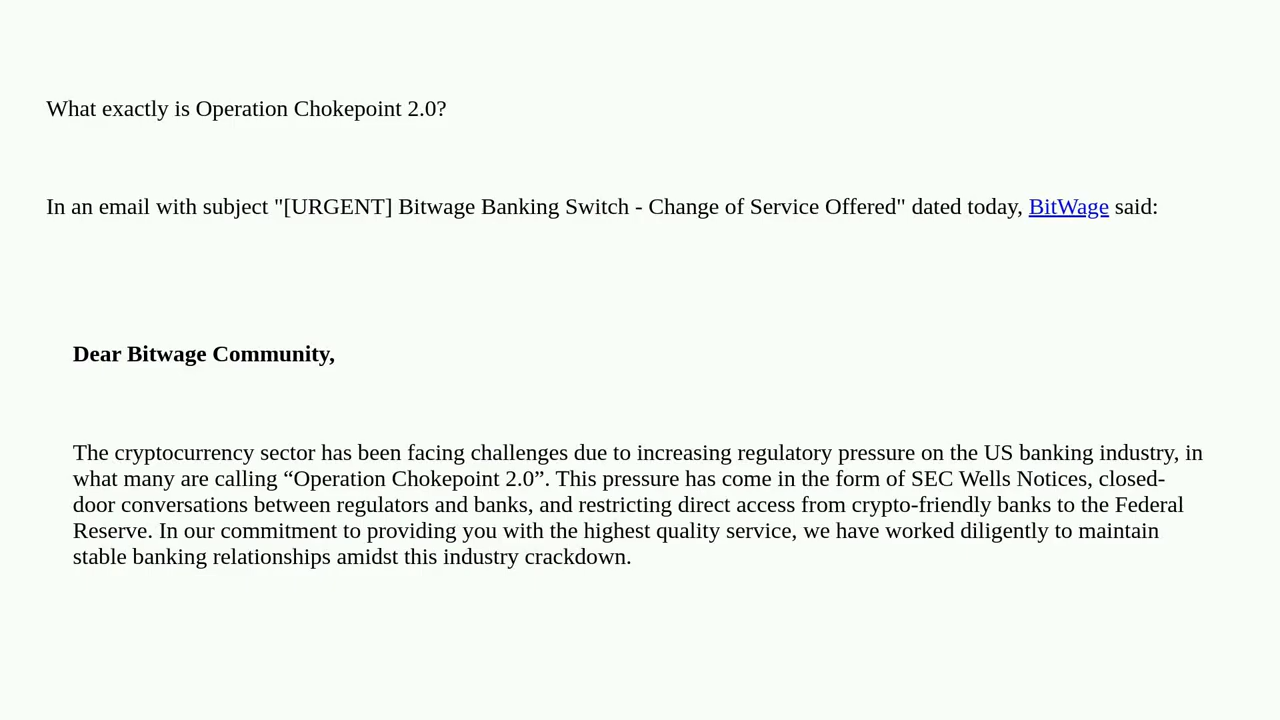 What exactly is Operation Chokepoint 2.0?
In an email with subject "[URGENT] Bitwage Banking Switch - Change of Service Offered" dated today, BitWage said:
Dear Bitwage Community,
The cryptocurrency sector has been facing challenges due to increasing regulatory pressure on the US banking industry, in
what many are calling “Operation Chokepoint 2.0”. This pressure has come in the form of SEC Wells Notices, closed-
door conversations between regulators and banks, and restricting direct access from crypto-friendly banks to the Federal
Reserve. In our commitment to providing you with the highest quality service, we have worked diligently to maintain
stable banking relationships amidst this industry crackdown.